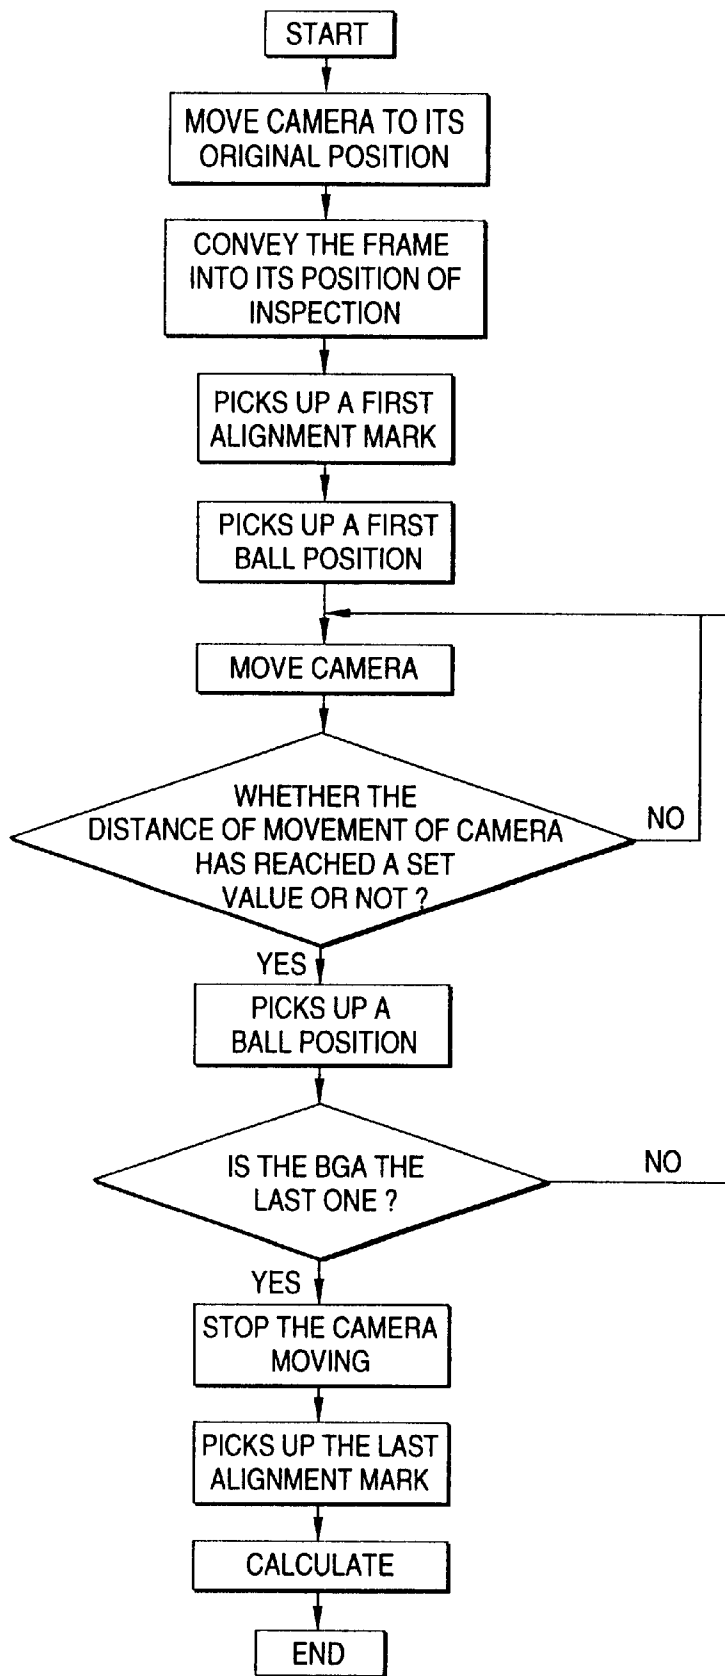 START
MOVE CAMERA TO ITS
ORIGINAL POSITION
CONVEY THE FRAME
INTO ITS POSITION OF
INSPECTION
PICKS UP A FIRST
ALIGNMENT MARK
PICKS UP A FIRST
BALL POSITION
MOVE CAMERA
WHETHER THE
DISTANCE OF MOVEMENT OF CAMERA
HAS REACHED A SET
VALUE OR NOT ?
NO
YES
PICKS UP A
BALL POSITION
IS THE BGA THE
LAST ONE ?
NO
YES
STOP THE CAMERA
MOVING
PICKS UP THE LAST
ALIGNMENT MARK
CALCULATE
END